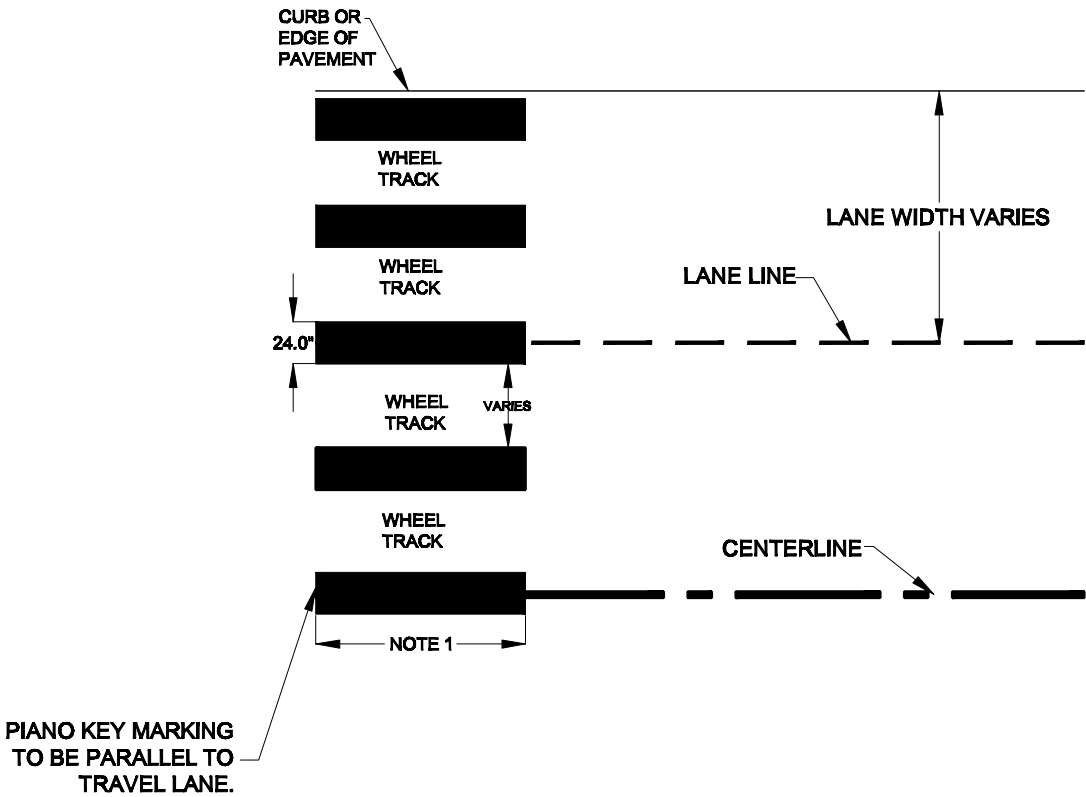 CURB OR
EDGE OF
PAVEMENT
WHEEL
TRACK
LANE WIDTH VARIES
WHEEL
TRACK
LANE LINE
24.0"
WHEEL
TRACK
VARIES
WHEEL
TRACK
CENTERLINE
NOTE 1
PIANO KEY MARKING
TO BE PARALLEL TO
TRAVEL LANE.